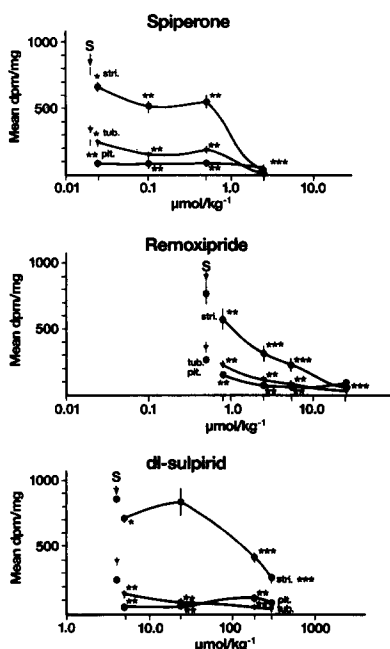 Spiperone
1000
S
* stri.
** **
500
* tub.
** pit.
** **
** **
***
0
0.01 0.1 1.0 10.0
µmol/kg⁻¹
Mean dpm/mg
Remoxipride
1000
S
**
stri.
500
***
***
tub.
pit.
**
** ** **
** ** ***
0
0.01 0.1 1.0 10.0
µmol/kg⁻¹
Mean dpm/mg
dl-sulpirid
1000
S
*
500
***
stri. ***
** ** ** pit.
** ** *** tub.
0
1.0 10.0 100 1000
µmol/kg⁻¹
Mean dpm/mg